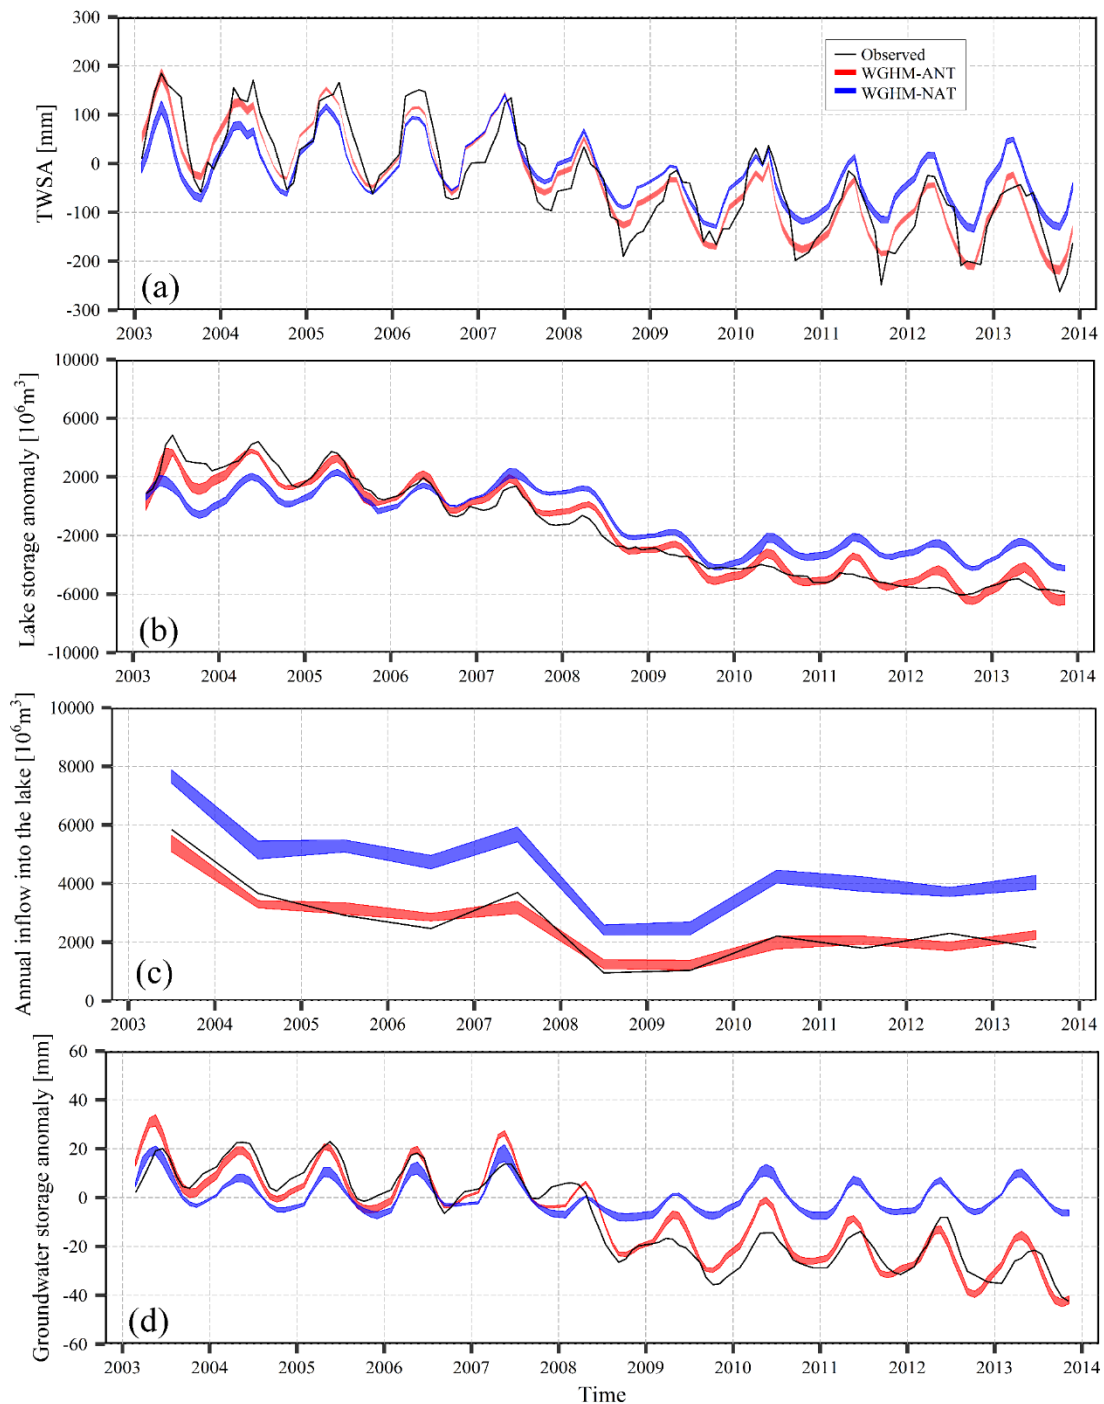 TWSA [mm]
300
200
100
0
-100
-200
-300
Observed
WGHM-ANT
WGHM-NAT
(a)
2003 2004 2005 2006 2007 2008 2009 2010 2011 2012 2013 2014
Lake storage anomaly [10⁶m³]
10000
6000
2000
-2000
-6000
-10000
(b)
2003 2004 2005 2006 2007 2008 2009 2010 2011 2012 2013 2014
Annual inflow into the lake [10⁶m³]
10000
8000
6000
4000
2000
0
(c)
2003 2004 2005 2006 2007 2008 2009 2010 2011 2012 2013 2014
Groundwater storage anomaly [mm]
60
40
20
0
-20
-40
-60
(d)
2003 2004 2005 2006 2007 2008 2009 2010 2011 2012 2013 2014
Time